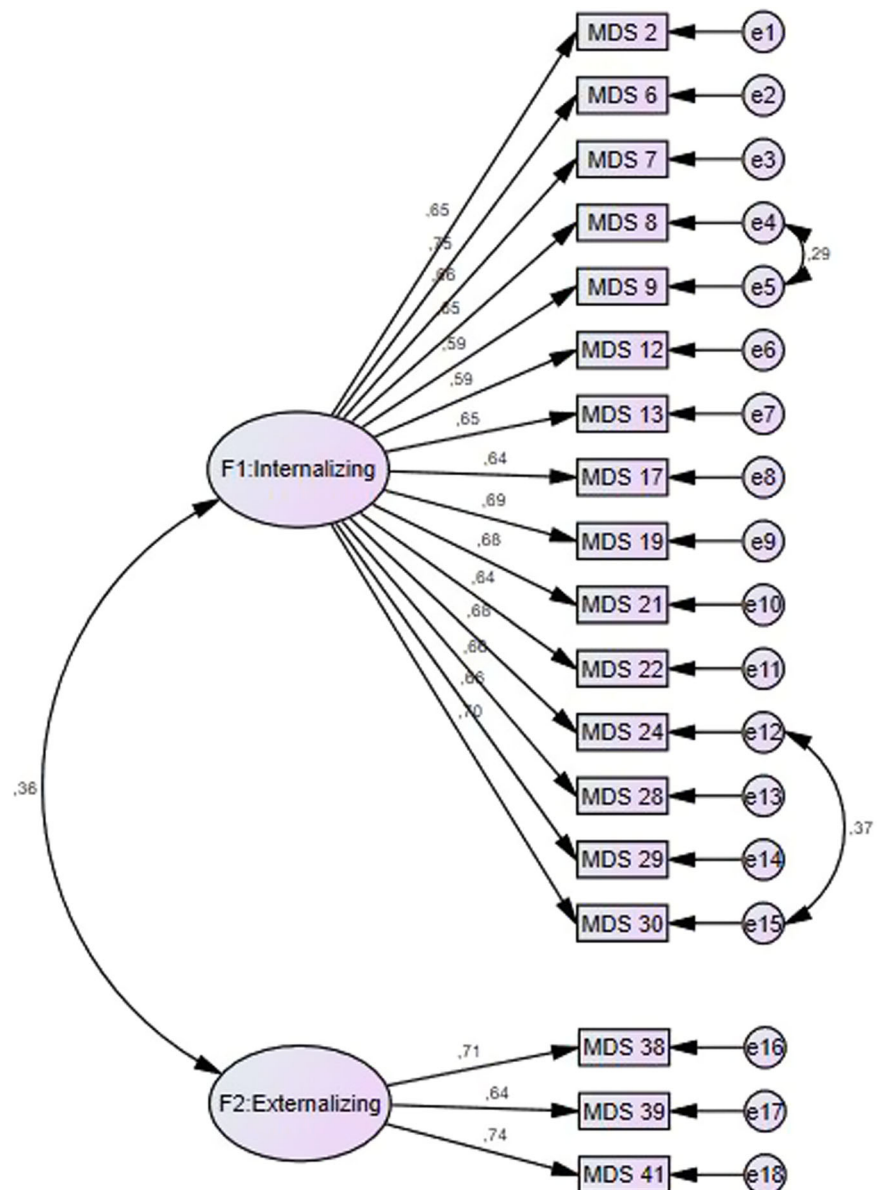 MDS 2 e1
MDS 6 e2
MDS 7 e3
,65
MDS 8 e4
,75
,29
,66
MDS 9 e5
,65
,59
MDS 12 e6
,59
MDS 13 e7
,65
F1:Internalizing ,64 MDS 17 e8
,69
MDS 19 e9
,68
,64 MDS 21 e10
,68
,66 MDS 22 e11
,66
,70 MDS 24 e12
,36 MDS 28 e13
,37
MDS 29 e14
MDS 30 e15
MDS 38 e16
,71
F2:Externalizing ,64 MDS 39 e17
,74
MDS 41 e18